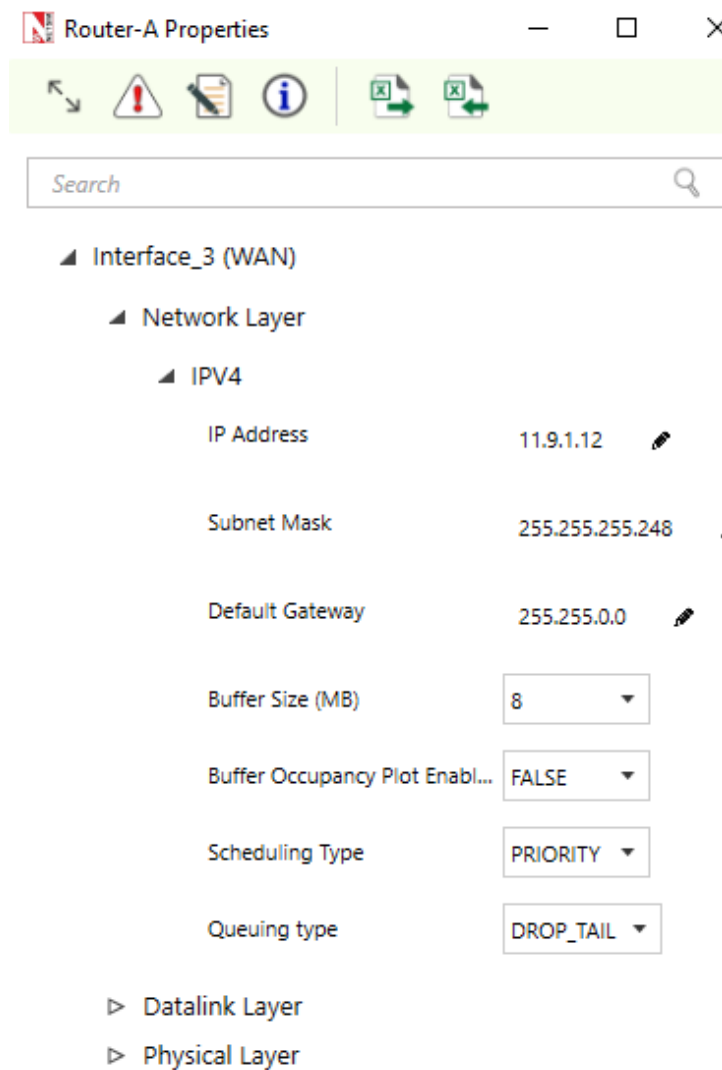 Router-A Properties
Search
Interface_3 (WAN)
Network Layer
IPV4
IP Address 11.9.1.12
Subnet Mask 255.255.255.248
Default Gateway 255.255.0.0
Buffer Size (MB) 8
Buffer Occupancy Plot Enabl... FALSE
Scheduling Type PRIORITY
Queuing type DROP_TAIL
Datalink Layer
Physical Layer